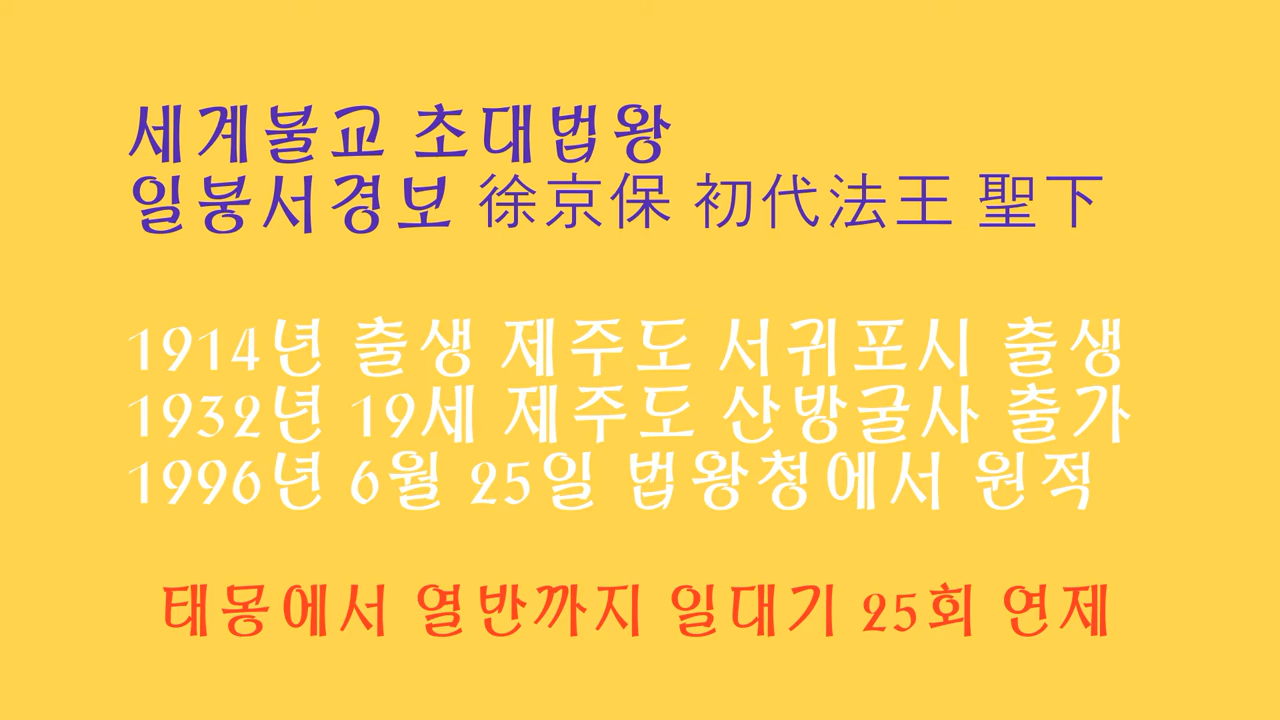 세계불교 초대법왕
일붕서경보 徐京保 初代法王 聖下
1914년 출생 제주도 서귀포시 출생
1932년 19세 제주도 산방굴사 출가
1996년 6월 25일 법왕청에서 원적
태몽에서 열반까지 일대기 25회 연제